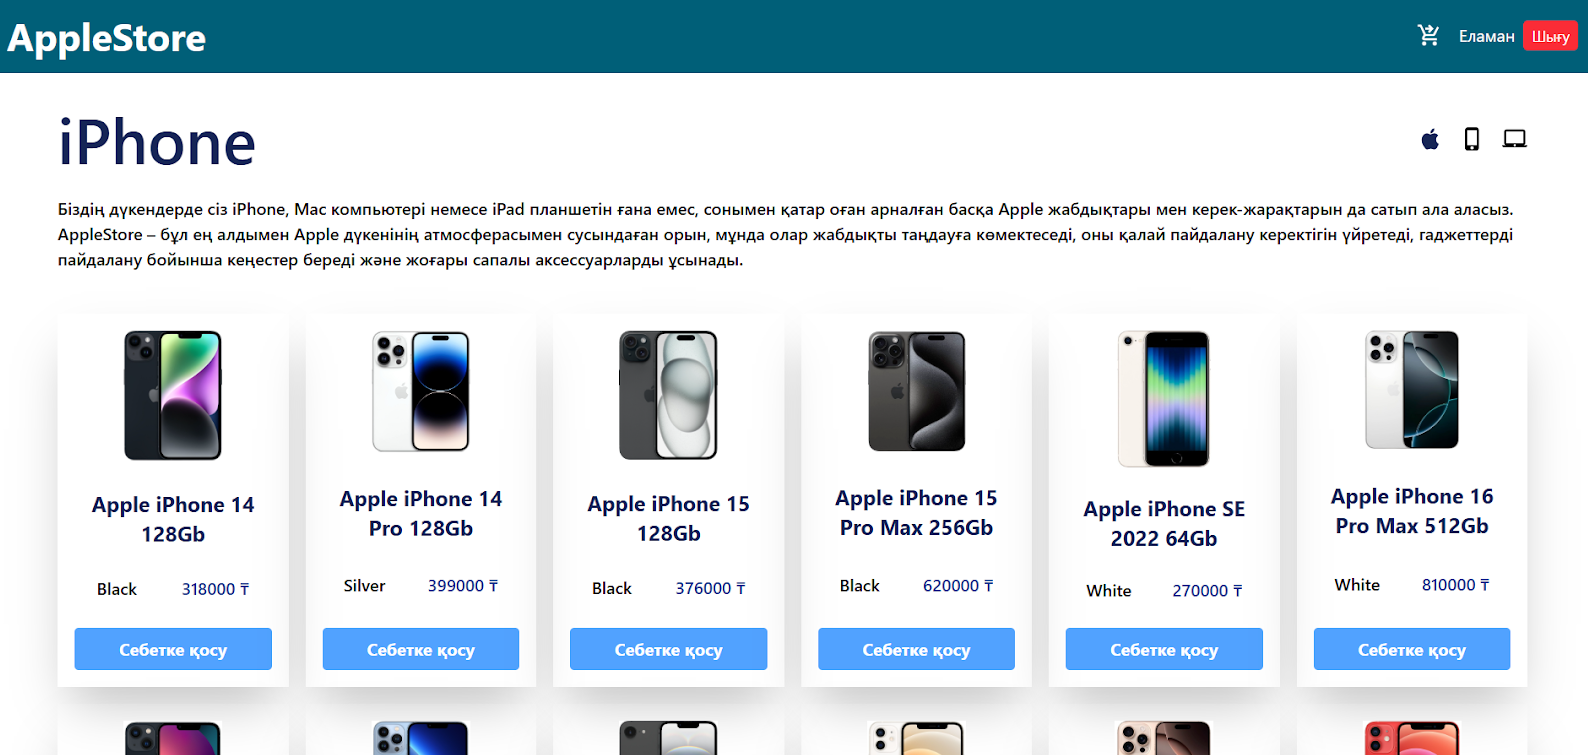 AppleStore
Еламан
Шығу
iPhone
Біздің дүкендерде сіз iPhone, Mac компьютері немесе iPad планшетін ғана емес, сонымен қатар оған арналған басқа Apple жабдықтары мен керек-жарақтарын да сатып ала аласыз.
AppleStore – бұл ең алдымен Apple дүкенінің атмосферасымен сусындаған орын, мұнда олар жабдықты таңдауға көмектеседі, оны қалай пайдалану керектігін үйретеді, гаджеттерді
пайдалану бойынша кеңестер береді және жоғары сапалы аксессуарларды ұсынады.
Apple iPhone 14
128Gb
Black 318000 ₸
Себетке қосу
Apple iPhone 14
Pro 128Gb
Silver 399000 ₸
Себетке қосу
Apple iPhone 15
128Gb
Black 376000 ₸
Себетке қосу
Apple iPhone 15
Pro Max 256Gb
Black 620000 ₸
Себетке қосу
Apple iPhone SE
2022 64Gb
White 270000 ₸
Себетке қосу
Apple iPhone 16
Pro Max 512Gb
White 810000 ₸
Себетке қосу